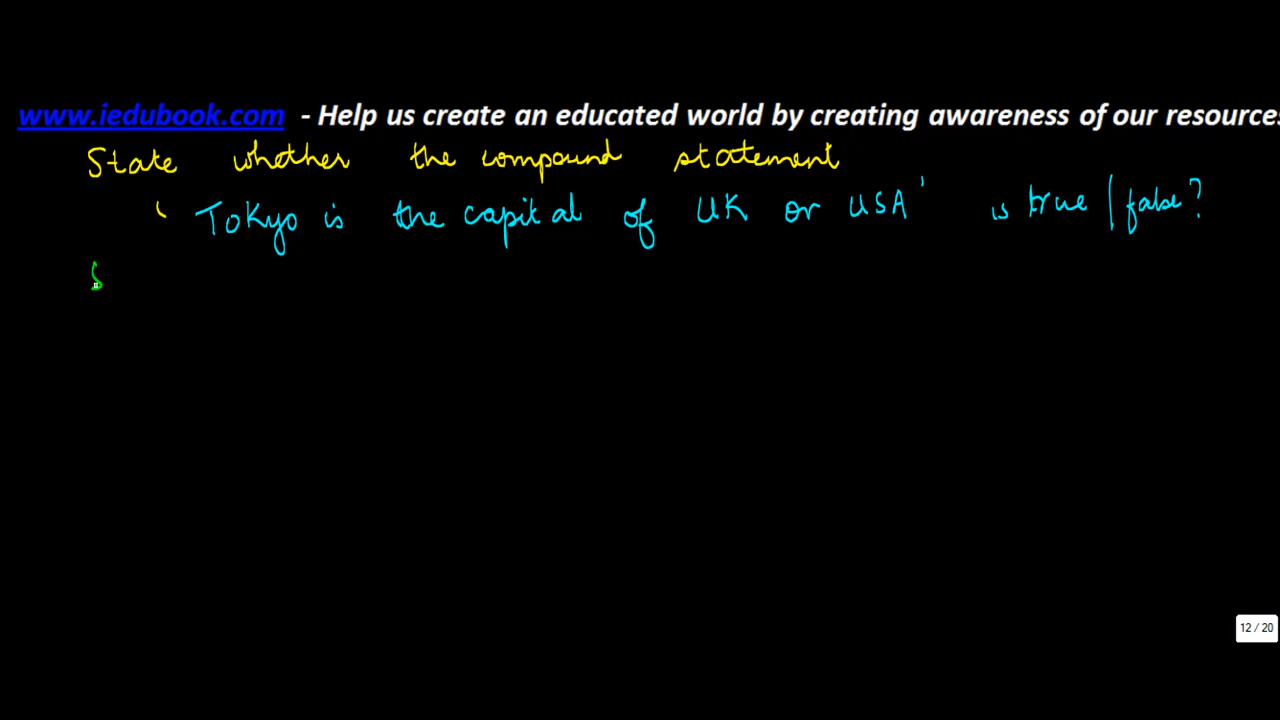 www.iedubook.com - Help us create an educated world by creating awareness of our resources
State whether the compound statement
' Tokyo is the capital of UK or USA ' is true | false ?
12 / 20